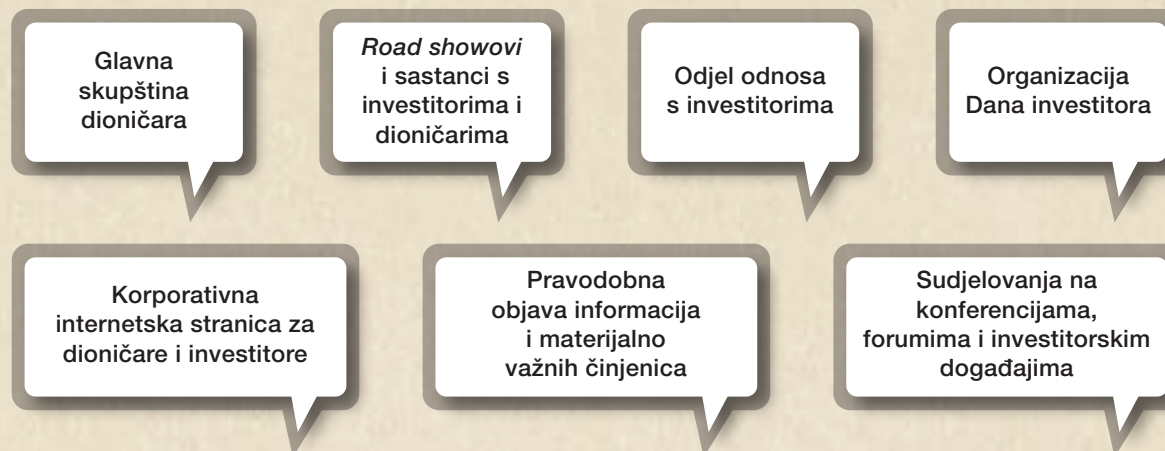 Glavna
skupština
dioničara
Road showovi
i sastanci s
investitorima i
dioničarima
Odjel odnosa
s investitorima
Organizacija
Dana investitora
Korporativna
internetska stranica za
dioničare i investitore
Pravodobna
objava informacija
i materijalno
važnih činjenica
Sudjelovanja na
konferencijama,
forumima i investitorskim
događajima